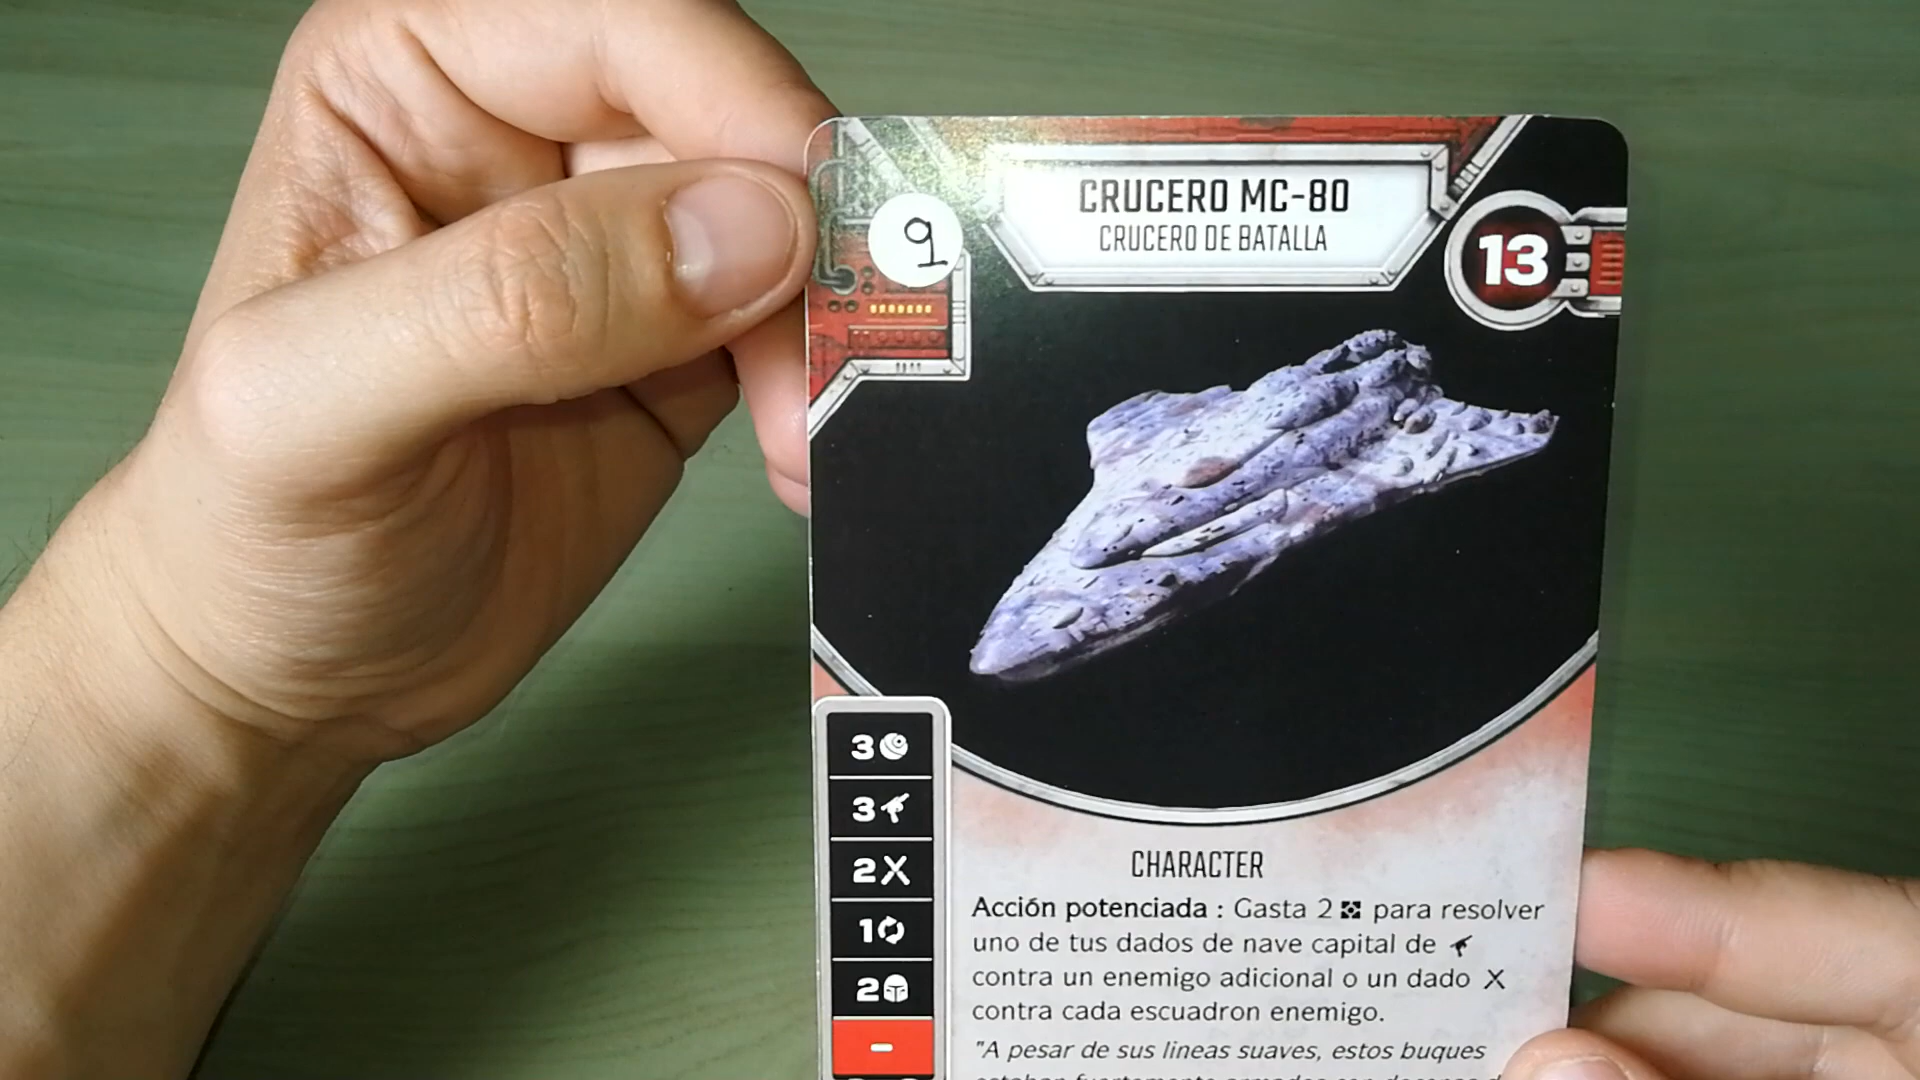 CRUCERO MC-80
CRUCERO DE BATALLA
9
13
3
3
2
1
2
-
CHARACTER
Acción potenciada : Gasta 2 para resolver
uno de tus dados de nave capital de
contra un enemigo adicional o un dado
contra cada escuadron enemigo.
"A pesar de sus lineas suaves, estos buques